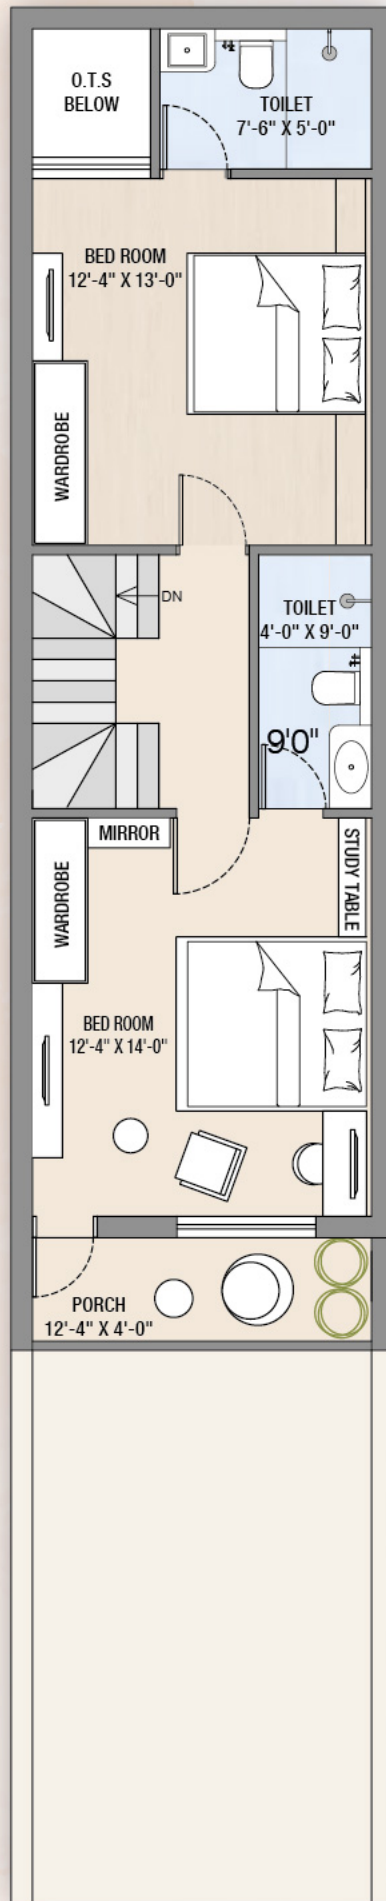 O.T.S
BELOW
TOILET
7'-6" X 5'-0"
BED ROOM
12'-4" X 13'-0"
WARDROBE
DN
TOILET
4'-0" X 9'-0"
9'0"
MIRROR
WARDROBE
STUDY TABLE
BED ROOM
12'-4" X 14'-0"
PORCH
12'-4" X 4'-0"